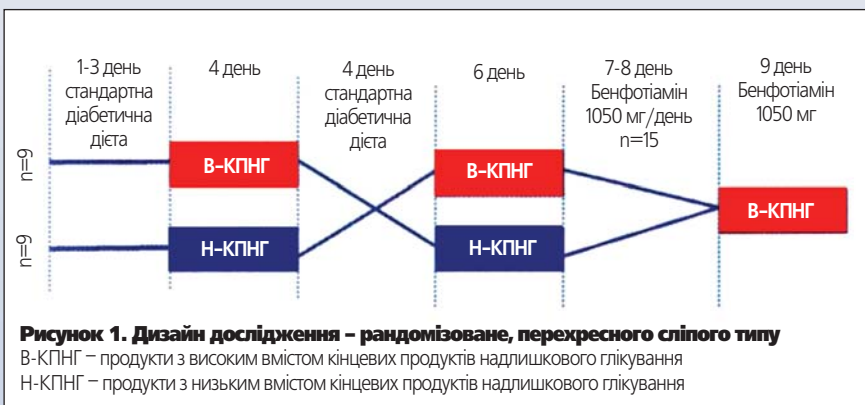 1-3 день
стандартна
діабетична
дієта
4 день
4 день
стандартна
діабетична
дієта
6 день
7-8 день
Бенфотіамін
1050 мг/день
n=15
9 день
Бенфотіамін
1050 мг
n=9
В-КПНГ
В-КПНГ
В-КПНГ
n=9
Н-КПНГ
Н-КПНГ
Рисунок 1. Дизайн дослідження – рандомізоване, перехресного сліпого типу
В-КПНГ – продукти з високим вмістом кінцевих продуктів надлишкового глікування
Н-КПНГ – продукти з низьким вмістом кінцевих продуктів надлишкового глікування